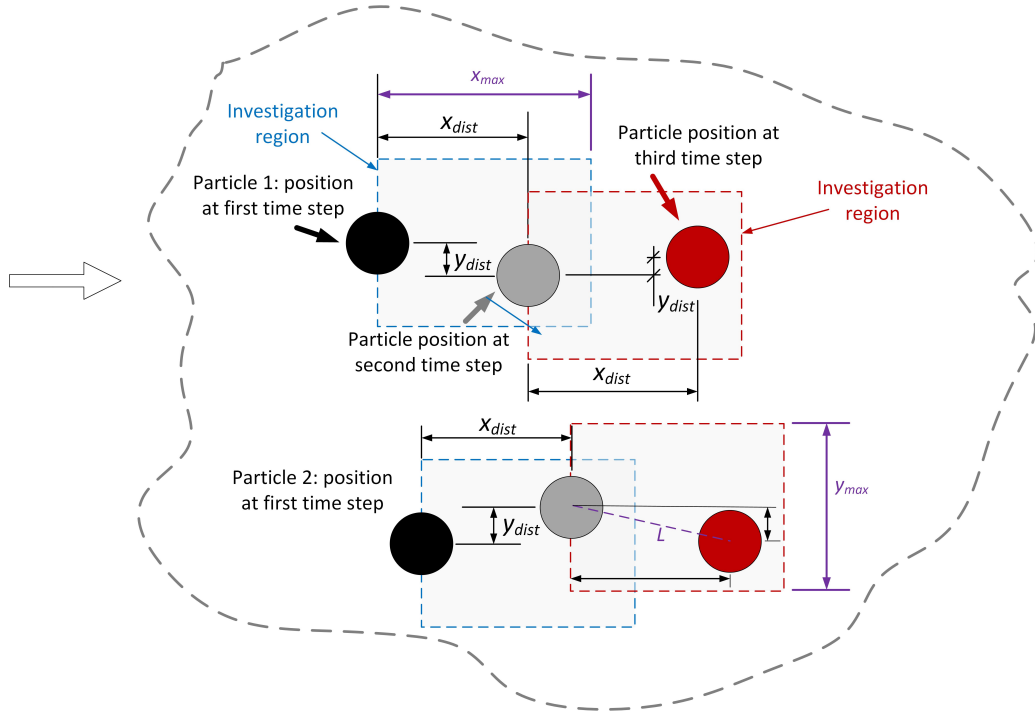 x_max
Investigation
region
x_dist
Particle position at
third time step
Particle 1: position
at first time step
Investigation
region
y_dist
y_dist
Particle position at
second time step
x_dist
x_dist
Particle 2: position
at first time step
y_max
y_dist
L